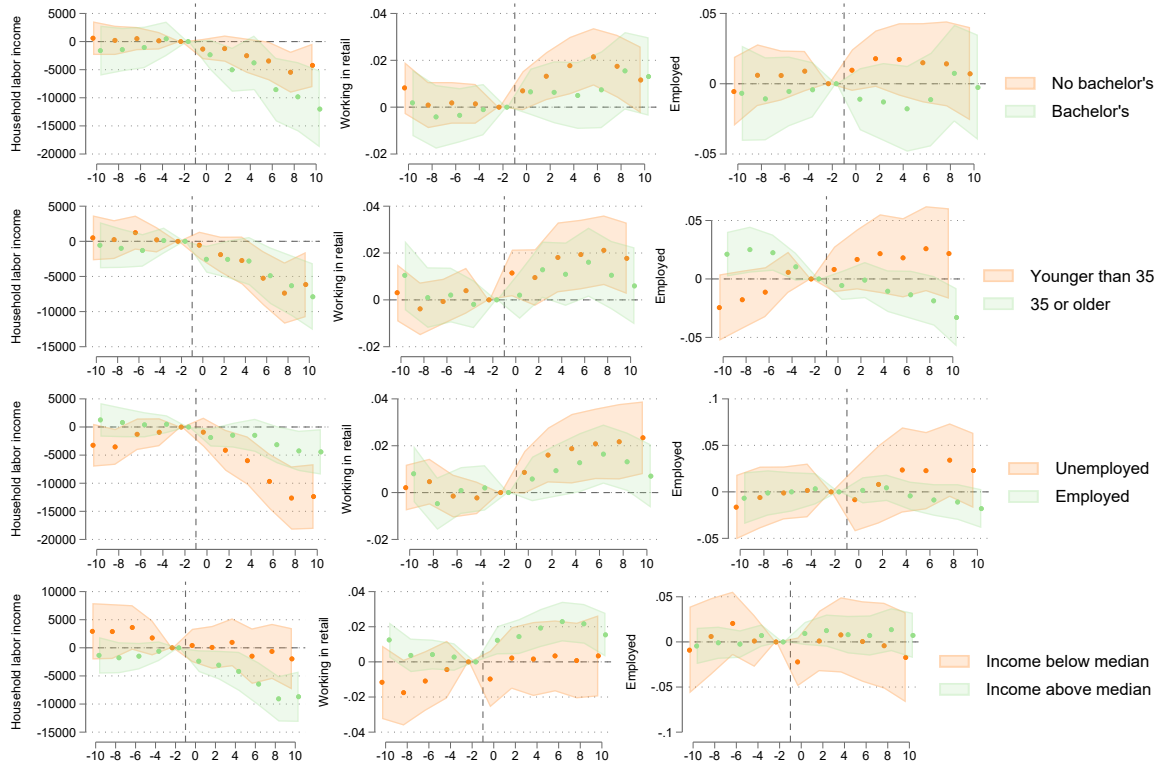 Household labor income
5000
0
-5000
-10000
-15000
-20000
-10 -8 -6 -4 -2 0 2 4 6 8 10
Working in retail
.04
.02
0
-.02
-10 -8 -6 -4 -2 0 2 4 6 8 10
Employed
.05
0
-.05
-10 -8 -6 -4 -2 0 2 4 6 8 10
No bachelor's
Bachelor's
Household labor income
5000
0
-5000
-10000
-15000
-10 -8 -6 -4 -2 0 2 4 6 8 10
Working in retail
.04
.02
0
-.02
-10 -8 -6 -4 -2 0 2 4 6 8 10
Employed
.05
0
-.05
-10 -8 -6 -4 -2 0 2 4 6 8 10
Younger than 35
35 or older
Household labor income
5000
0
-5000
-10000
-15000
-20000
-10 -8 -6 -4 -2 0 2 4 6 8 10
Working in retail
.04
.02
0
-.02
-10 -8 -6 -4 -2 0 2 4 6 8 10
Employed
.1
.05
0
-.05
-10 -8 -6 -4 -2 0 2 4 6 8 10
Unemployed
Employed
Household labor income
10000
5000
0
-5000
-10000
-15000
-10 -8 -6 -4 -2 0 2 4 6 8 10
Working in retail
.04
.02
0
-.02
-.04
-10 -8 -6 -4 -2 0 2 4 6 8 10
Employed
.05
0
-.05
-.1
-10 -8 -6 -4 -2 0 2 4 6 8 10
Income below median
Income above median